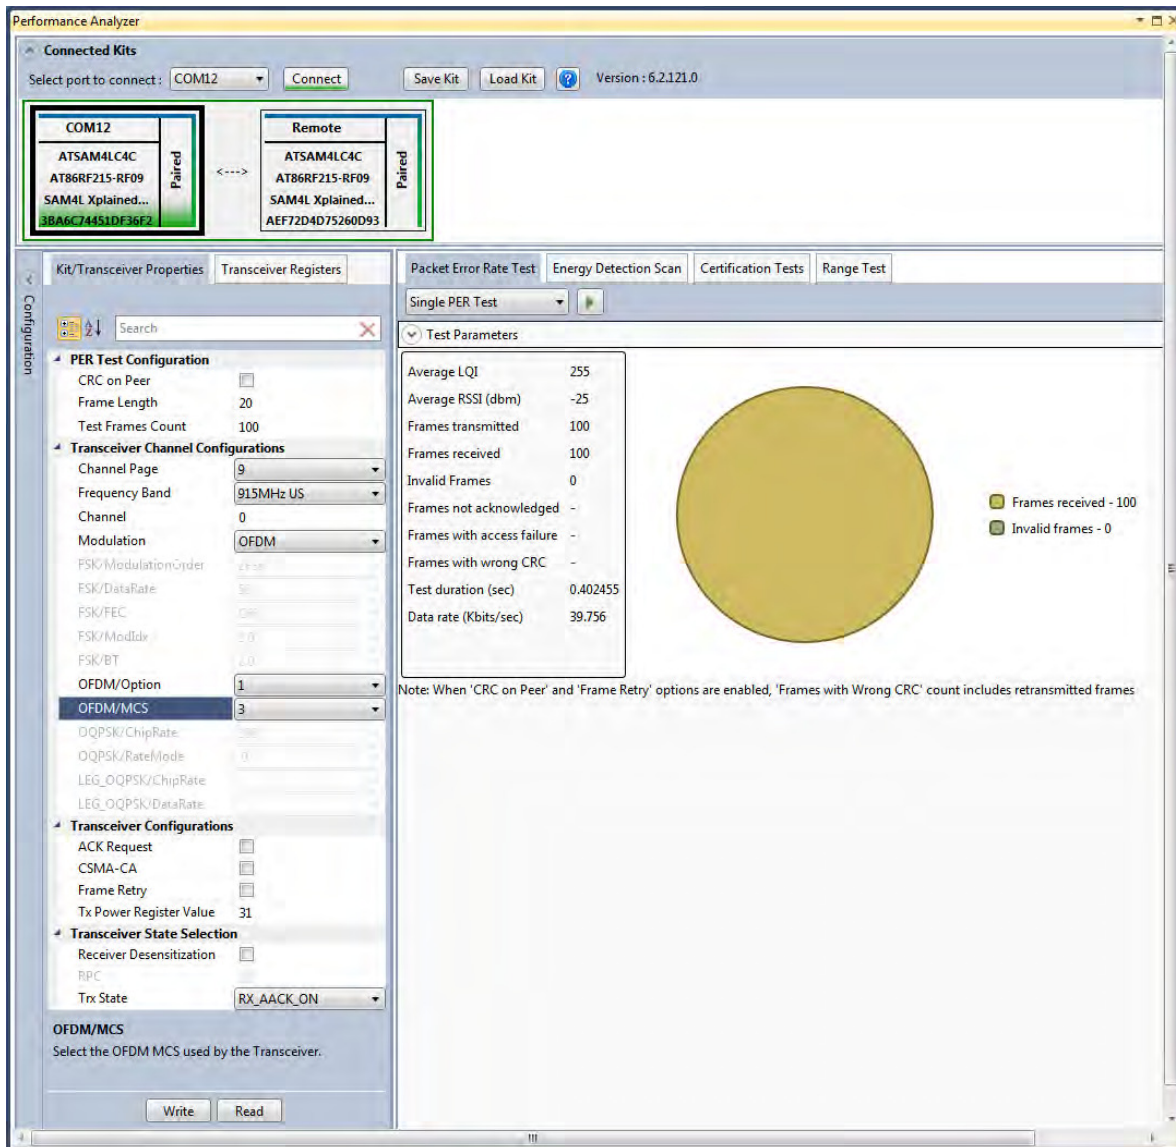 Performance Analyzer
Connected Kits
Select port to connect : COM12 Connect Save Kit Load Kit ? Version : 6.2.121.0
COM12 Remote
ATSAM4LC4C Paired ATSAM4LC4C Paired
AT86RF215-RF09 <---> AT86RF215-RF09
SAM4L Xplained... SAM4L Xplained...
3BA6C74451DF36F2 AEF72D4D75260D93
Configuration
Kit/Transceiver Properties Transceiver Registers
Search
PER Test Configuration
CRC on Peer
Frame Length 20
Test Frames Count 100
Transceiver Channel Configurations
Channel Page 9
Frequency Band 915MHz US
Channel 0
Modulation OFDM
FSK/ModulationOrder
FSK/DataRate
FSK/FEC
FSK/ModIdx
FSK/BT
OFDM/Option 1
OFDM/MCS 3
OQPSK/ChipRate
OQPSK/RateMode
LEG_OQPSK/ChipRate
LEG_OQPSK/DataRate
Transceiver Configurations
ACK Request
CSMA-CA
Frame Retry
Tx Power Register Value 31
Transceiver State Selection
Receiver Desensitization
RPC
Trx State RX_AACK_ON
OFDM/MCS
Select the OFDM MCS used by the Transceiver.
Write Read
Packet Error Rate Test Energy Detection Scan Certification Tests Range Test
Single PER Test
Test Parameters
Average LQI 255
Average RSSI (dbm) -25
Frames transmitted 100
Frames received 100
Invalid Frames 0
Frames not acknowledged -
Frames with access failure -
Frames with wrong CRC -
Test duration (sec) 0.402455
Data rate (Kbits/sec) 39.756
Frames received - 100
Invalid frames - 0
Note: When 'CRC on Peer' and 'Frame Retry' options are enabled, 'Frames with Wrong CRC' count includes retransmitted frames